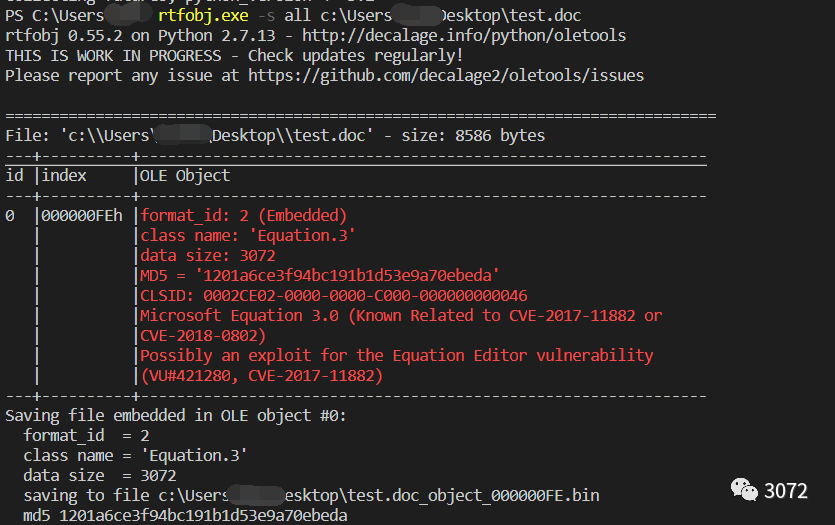 PS C:\Users\ rtfobj.exe -s all c:\Users\ Desktop\test.doc
rtfobj 0.55.2 on Python 2.7.13 - http://decalage.info/python/oletools
THIS IS WORK IN PROGRESS - Check updates regularly!
Please report any issue at https://github.com/decalage2/oletools/issues
===============================================================================
File: 'c:\\Users\ Desktop\\test.doc' - size: 8586 bytes
---+----------+---------------------------------------------------------------
id |index     |OLE Object
---+----------+---------------------------------------------------------------
0  |000000FEh |format_id: 2 (Embedded)
   |          |class name: 'Equation.3'
   |          |data size: 3072
   |          |MD5 = '1201a6ce3f94bc191b1d53e9a70ebeda'
   |          |CLSID: 0002CE02-0000-0000-C000-000000000046
   |          |Microsoft Equation 3.0 (Known Related to CVE-2017-11882 or
   |          |CVE-2018-0802)
   |          |Possibly an exploit for the Equation Editor vulnerability
   |          |(VU#421280, CVE-2017-11882)
---+----------+---------------------------------------------------------------
Saving file embedded in OLE object #0:
  format_id  = 2
  class name = 'Equation.3'
  data size  = 3072
  saving to file c:\Users esktop\test.doc_object_000000FE.bin
  md5 1201a6ce3f94bc191b1d53e9a70ebeda
3072